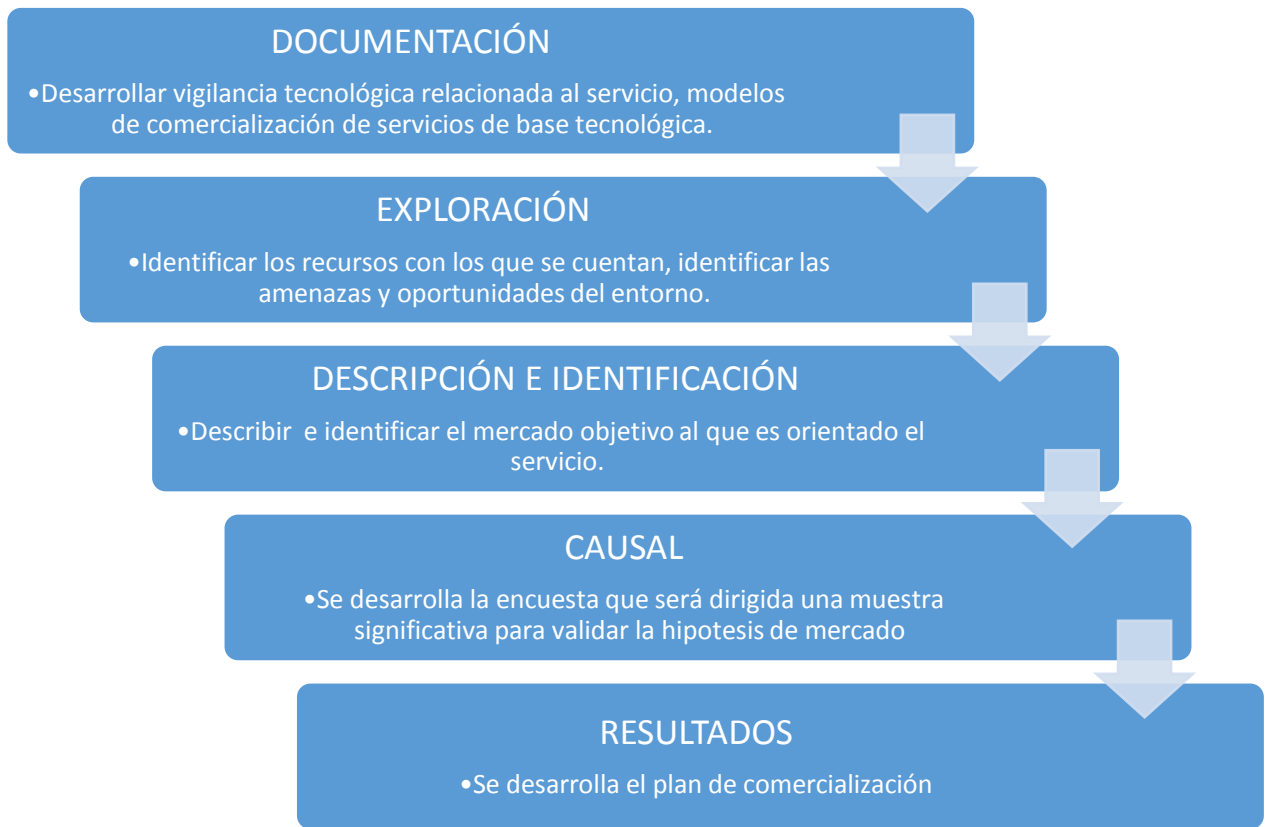 DOCUMENTACIÓN
•Desarrollar vigilancia tecnológica relacionada al servicio, modelos
de comercialización de servicios de base tecnológica.
EXPLORACIÓN
•Identificar los recursos con los que se cuentan, identificar las
amenazas y oportunidades del entorno.
DESCRIPCIÓN E IDENTIFICACIÓN
•Describir e identificar el mercado objetivo al que es orientado el
servicio.
CAUSAL
•Se desarrolla la encuesta que será dirigida una muestra
significativa para validar la hipotesis de mercado
RESULTADOS
•Se desarrolla el plan de comercialización